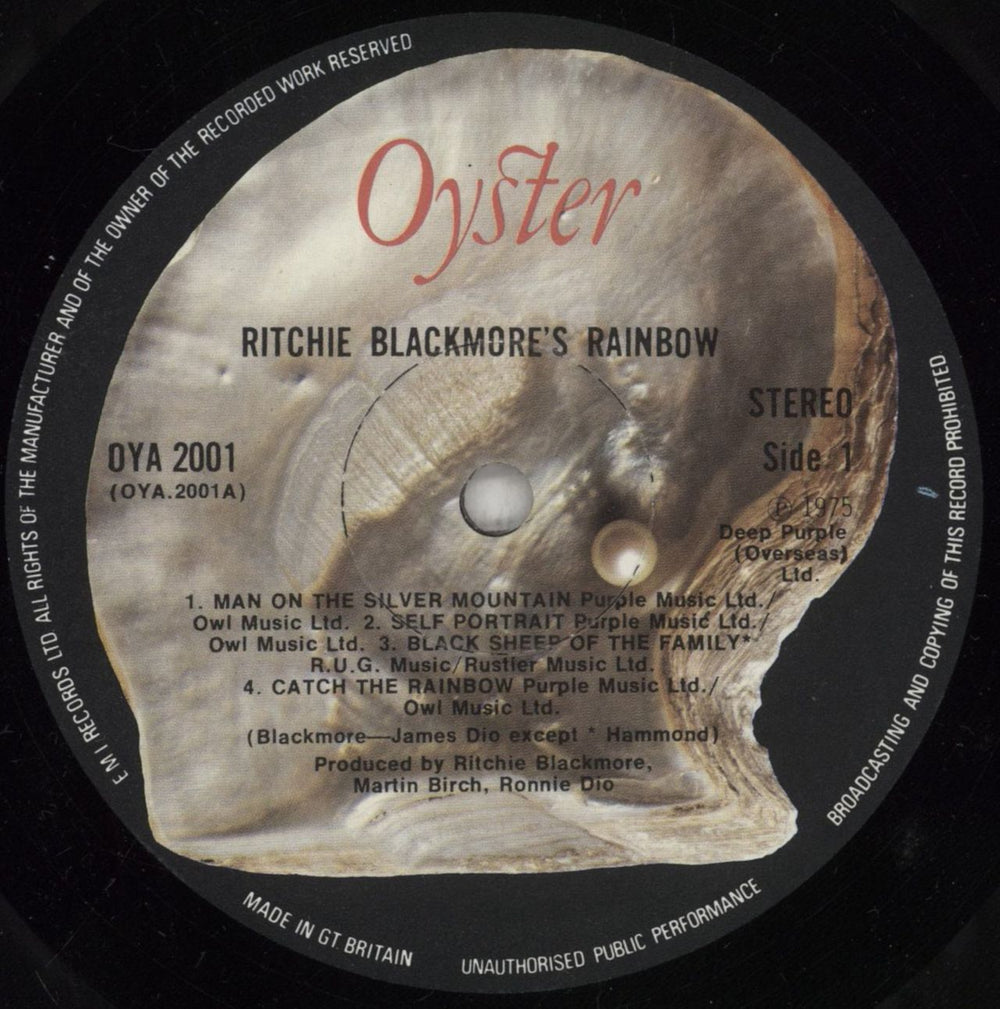 Oyster
RITCHIE BLACKMORE'S RAINBOW
STEREO
OYA 2001
Side 1
(OYA.2001A)
℗ 1975
Deep Purple
(Overseas)
Ltd.
1. MAN ON THE SILVER MOUNTAIN Purple Music Ltd./
Owl Music Ltd. 2. SELF PORTRAIT Purple Music Ltd./
Owl Music Ltd. 3. BLACK SHEEP OF THE FAMILY*
R.U.G. Music/Rustler Music Ltd.
4. CATCH THE RAINBOW Purple Music Ltd./
Owl Music Ltd.
(Blackmore—James Dio except * Hammond)
Produced by Ritchie Blackmore,
Martin Birch, Ronnie Dio
E M I RECORDS LTD ALL RIGHTS OF THE MANUFACTURER AND OF THE OWNER OF THE RECORDED WORK RESERVED
MADE IN GT BRITAIN
UNAUTHORISED PUBLIC PERFORMANCE
BROADCASTING AND COPYING OF THIS RECORD PROHIBITED